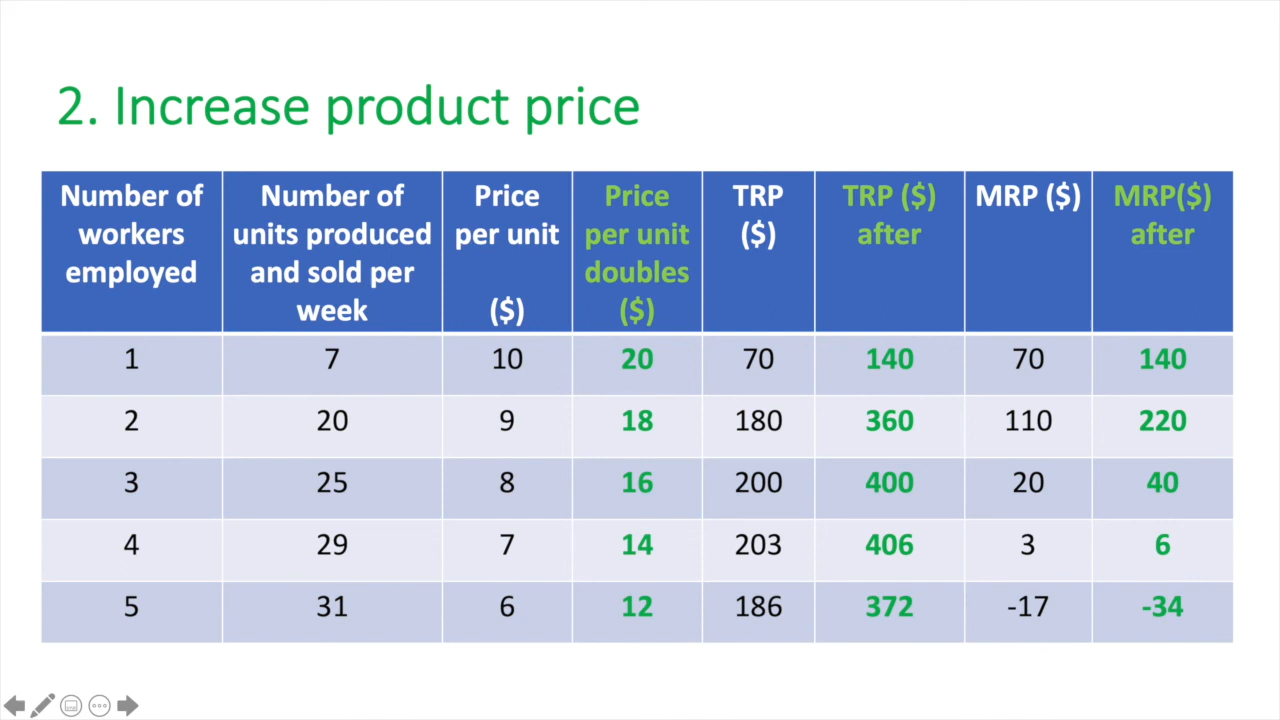 2. Increase product price
Number of workers employed | Number of units produced and sold per week | Price per unit ($) | Price per unit doubles ($) | TRP ($) | TRP ($) after | MRP ($) | MRP($) after
1 | 7 | 10 | 20 | 70 | 140 | 70 | 140
2 | 20 | 9 | 18 | 180 | 360 | 110 | 220
3 | 25 | 8 | 16 | 200 | 400 | 20 | 40
4 | 29 | 7 | 14 | 203 | 406 | 3 | 6
5 | 31 | 6 | 12 | 186 | 372 | -17 | -34